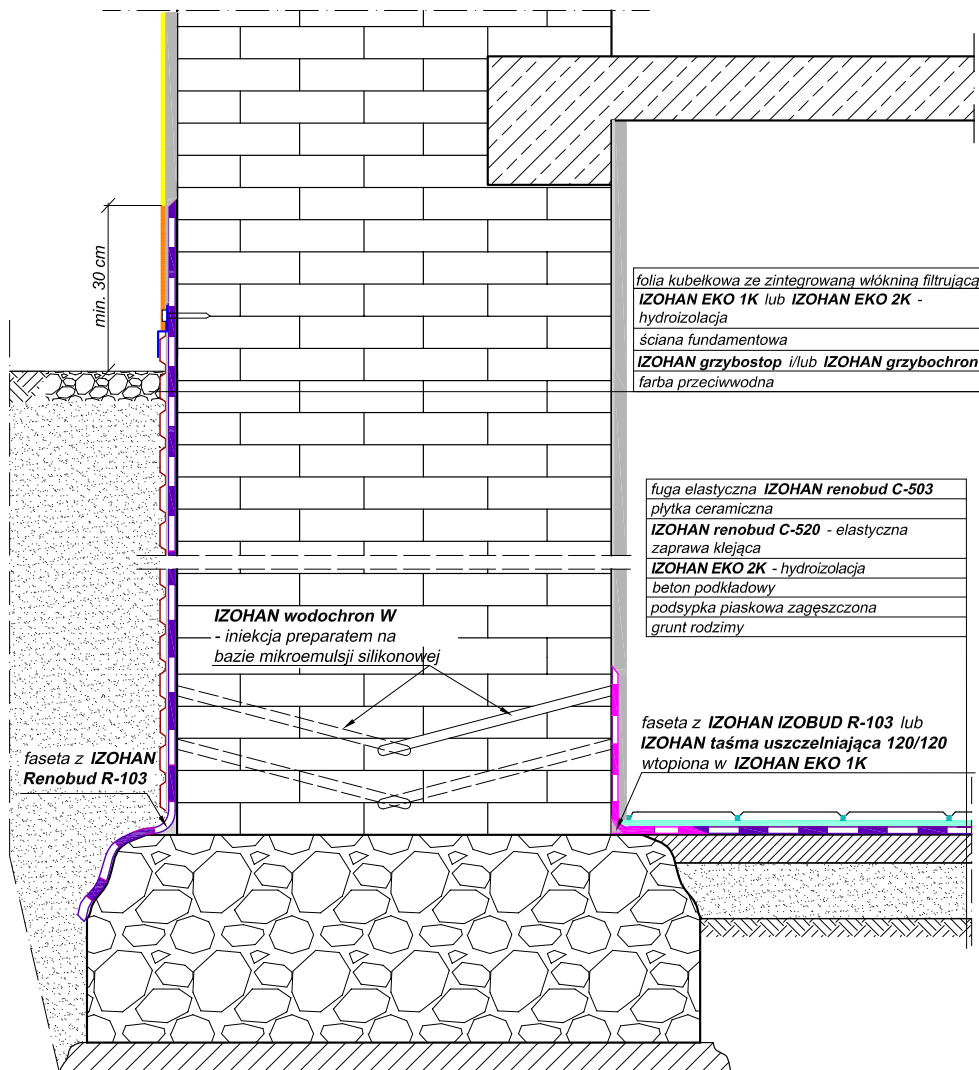 min. 30 cm
folia kubełkowa ze zintegrowaną włókniną filtrującą
IZOHAN EKO 1K lub IZOHAN EKO 2K -
hydroizolacja
ściana fundamentowa
IZOHAN grzybostop i/lub IZOHAN grzybochron
farba przeciwwodna
fuga elastyczna IZOHAN renobud C-503
płytka ceramiczna
IZOHAN renobud C-520 - elastyczna
zaprawa klejąca
IZOHAN EKO 2K - hydroizolacja
beton podkładowy
podsypka piaskowa zagęszczona
grunt rodzimy
IZOHAN wodochron W
- iniekcja preparatem na
bazie mikroemulsji silikonowej
faseta z IZOHAN IZOBUD R-103 lub
IZOHAN taśma uszczelniająca 120/120
wtopiona w IZOHAN EKO 1K
faseta z IZOHAN
Renobud R-103